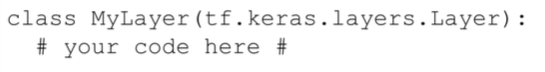 class MyLayer(tf.keras.layers.Layer):
  # your code here #